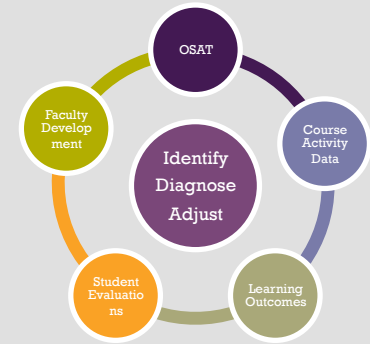 OSAT
Course
Activity
Data
Learning
Outcomes
Student
Evaluatio
ns
Faculty
Develop
ment
Identify
Diagnose
Adjust